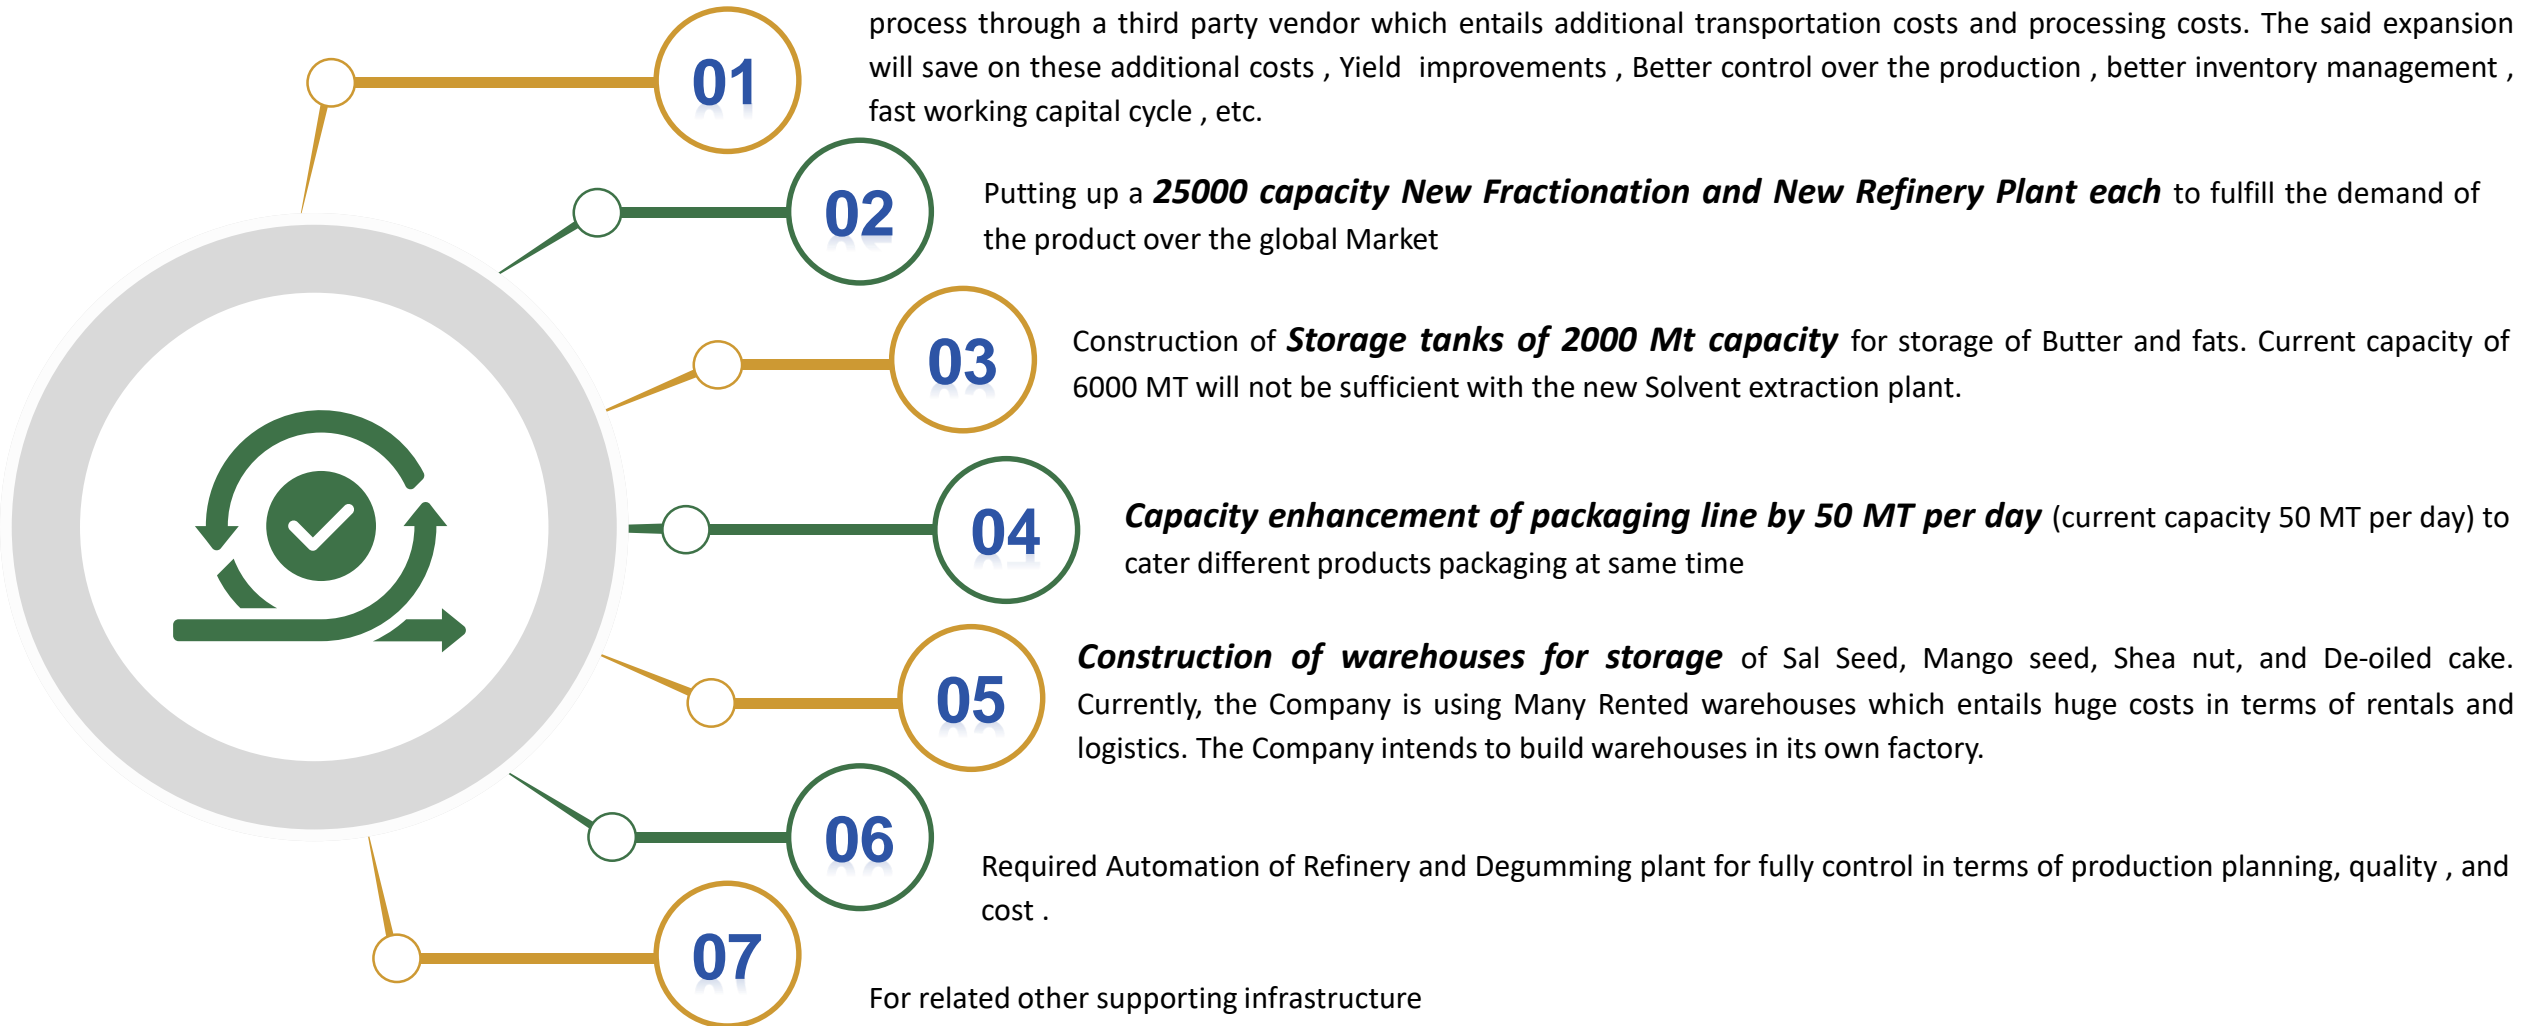 01
process through a third party vendor which entails additional transportation costs and processing costs. The said expansion
will save on these additional costs , Yield improvements , Better control over the production , better inventory management ,
fast working capital cycle , etc.
02
Putting up a 25000 capacity New Fractionation and New Refinery Plant each to fulfill the demand of
the product over the global Market
03
Construction of Storage tanks of 2000 Mt capacity for storage of Butter and fats. Current capacity of
6000 MT will not be sufficient with the new Solvent extraction plant.
04
Capacity enhancement of packaging line by 50 MT per day (current capacity 50 MT per day) to
cater different products packaging at same time
05
Construction of warehouses for storage of Sal Seed, Mango seed, Shea nut, and De-oiled cake.
Currently, the Company is using Many Rented warehouses which entails huge costs in terms of rentals and
logistics. The Company intends to build warehouses in its own factory.
06
Required Automation of Refinery and Degumming plant for fully control in terms of production planning, quality , and
cost .
07
For related other supporting infrastructure